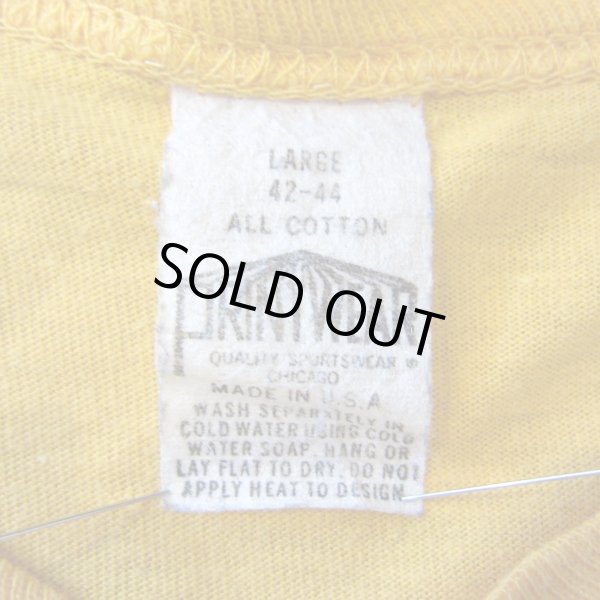 LARGE
42-44
ALL COTTON
SOLD OUT
QUALITY SPORTSWEAR
CHICAGO
MADE IN U.S.A
WASH SEPARATELY IN
COLD WATER USING COLD
WATER SOAP. HANG OR
LAY FLAT TO DRY. DO NOT
APPLY HEAT TO DESIGN